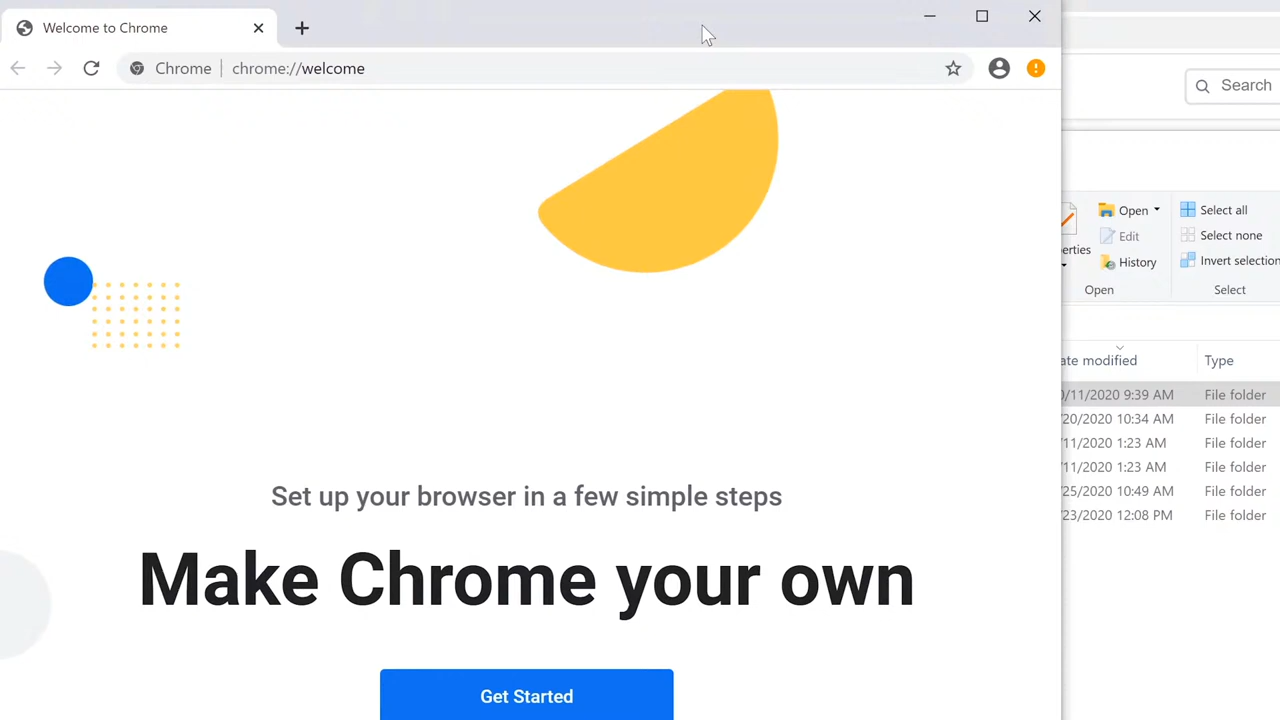 Welcome to Chrome
Chrome chrome://welcome
Search
Open
Select all
Edit
Select none
erties
History
Invert selection
Open
Select
ate modified
Type
0/11/2020 9:39 AM File folder
/20/2020 10:34 AM File folder
/11/2020 1:23 AM File folder
/11/2020 1:23 AM File folder
/25/2020 10:49 AM File folder
/23/2020 12:08 PM File folder
Set up your browser in a few simple steps
Make Chrome your own
Get Started